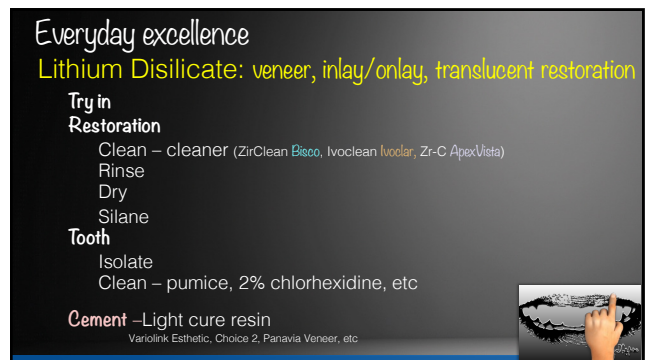 Everyday excellence
Lithium Disilicate: veneer, inlay/onlay, translucent restoration
Try in
Restoration
Clean – cleaner (ZirClean Bisco, Ivoclean Ivoclar, Zr-C ApexVista)
Rinse
Dry
Silane
Tooth
Isolate
Clean – pumice, 2% chlorhexidine, etc
Cement –Light cure resin
Variolink Esthetic, Choice 2, Panavia Veneer, etc